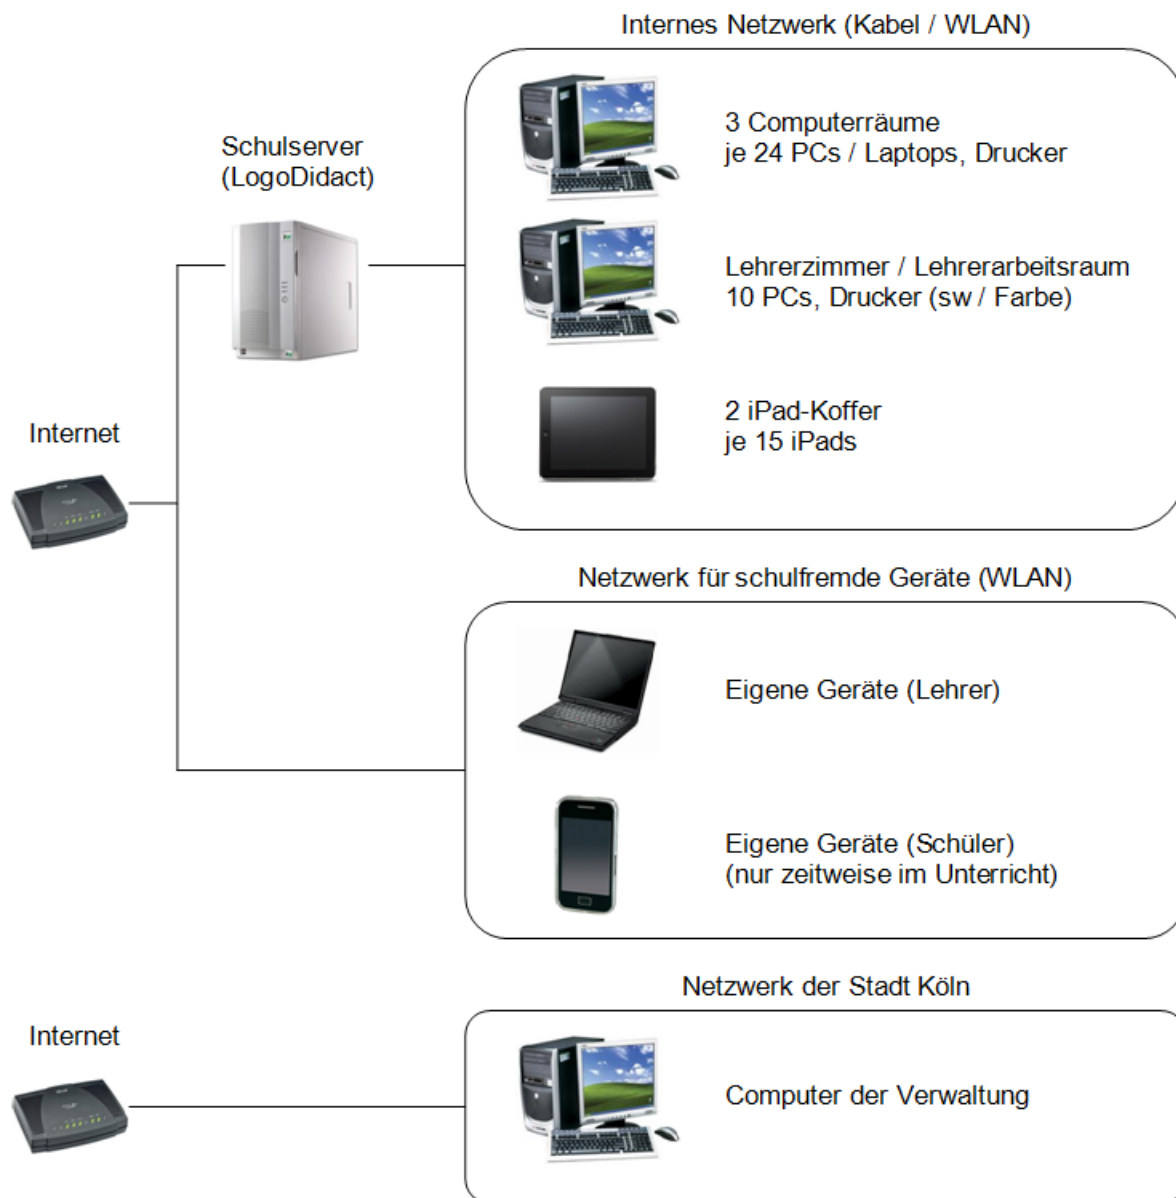 Internes Netzwerk (Kabel / WLAN)
Schulserver
(LogoDidact)
3 Computerräume
je 24 PCs / Laptops, Drucker
Lehrerzimmer / Lehrerarbeitsraum
10 PCs, Drucker (sw / Farbe)
2 iPad-Koffer
je 15 iPads
Internet
Netzwerk für schulfremde Geräte (WLAN)
Eigene Geräte (Lehrer)
Eigene Geräte (Schüler)
(nur zeitweise im Unterricht)
Netzwerk der Stadt Köln
Internet
Computer der Verwaltung